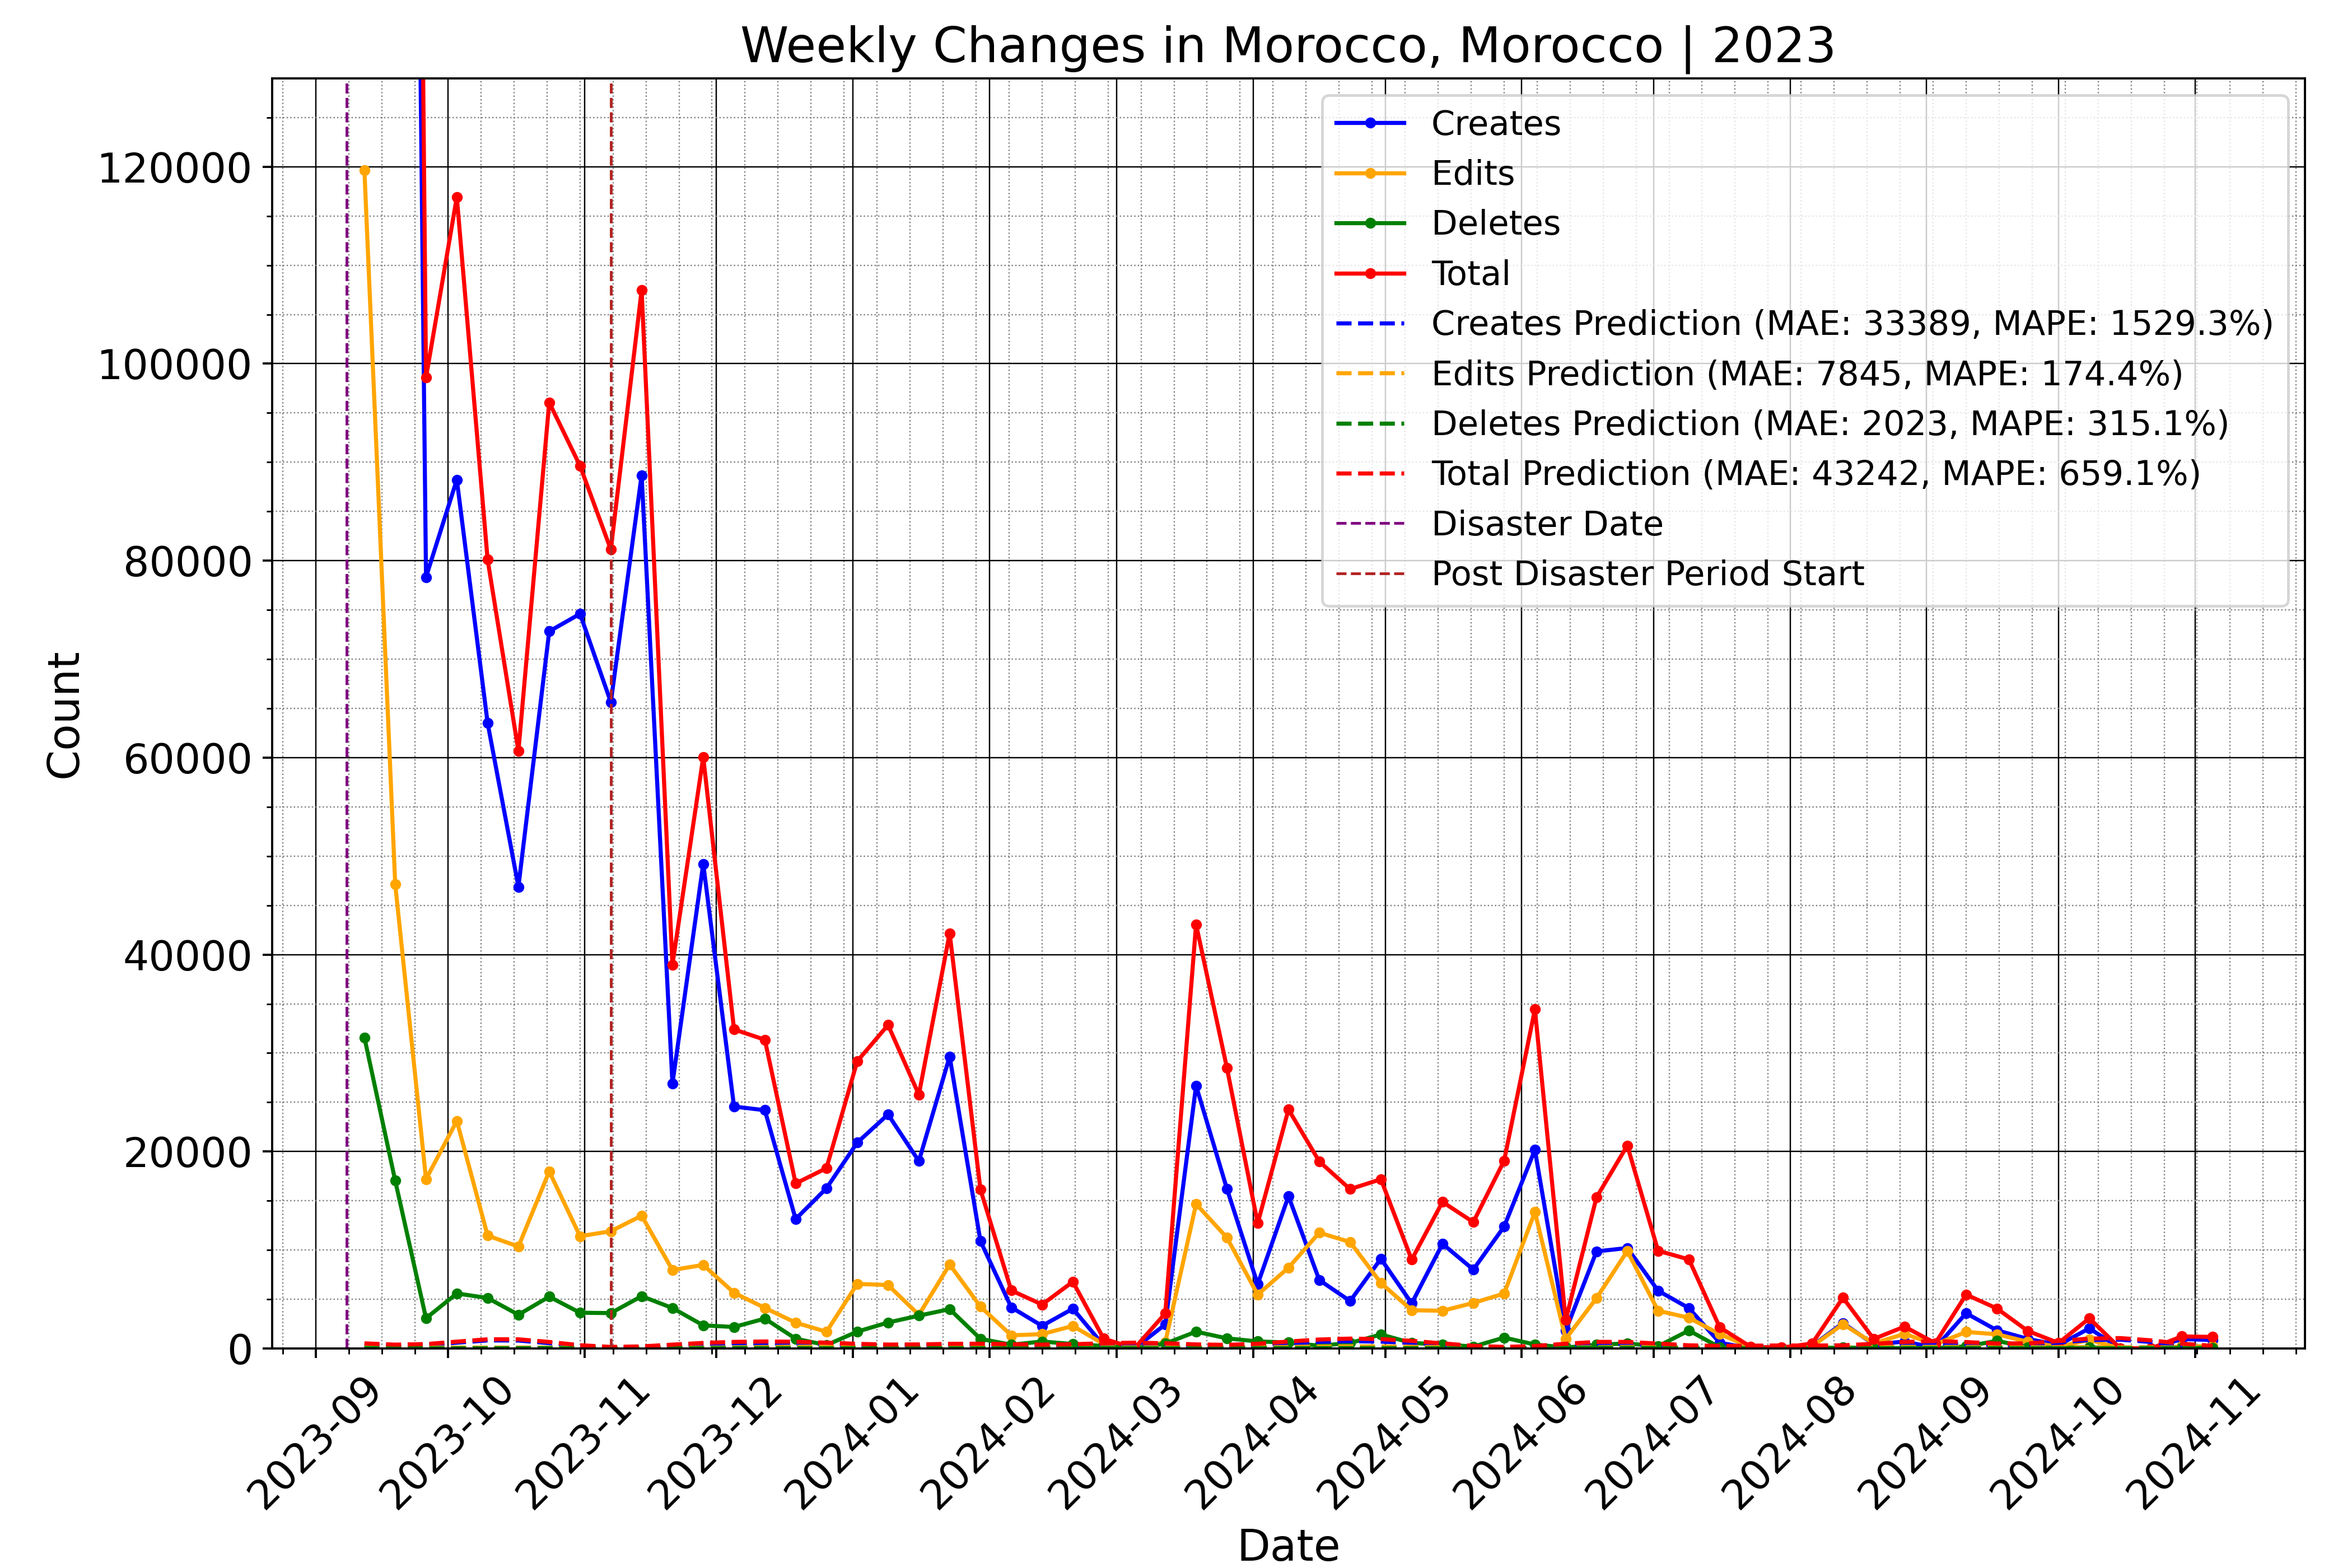 Weekly Changes in Morocco, Morocco | 2023
Creates
Edits
Deletes
Total
Creates Prediction (MAE: 33389, MAPE: 1529.3%)
Edits Prediction (MAE: 7845, MAPE: 174.4%)
Deletes Prediction (MAE: 2023, MAPE: 315.1%)
Total Prediction (MAE: 43242, MAPE: 659.1%)
Disaster Date
Post Disaster Period Start
Count
120000
100000
80000
60000
40000
20000
0
2023-09
2023-10
2023-11
2023-12
2024-01
2024-02
2024-03
2024-04
2024-05
2024-06
2024-07
2024-08
2024-09
2024-10
2024-11
Date